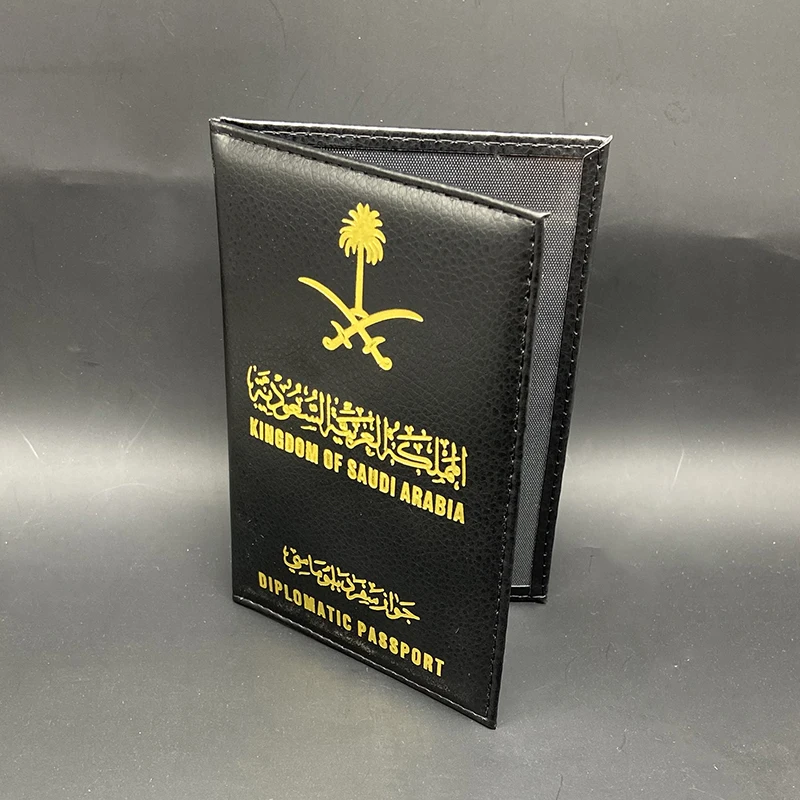 المملكة العربية السعودية
KINGDOM OF SAUDI ARABIA
جواز سفر دبلوماسي
DIPLOMATIC PASSPORT